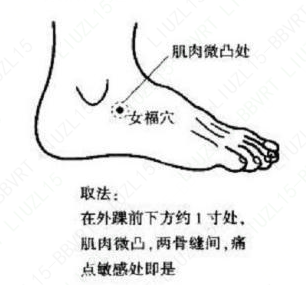 肌肉微凸处
女福穴
取法：
在外踝前下方约1寸处，
肌肉微凸，两骨缝间，痛
点敏感处即是